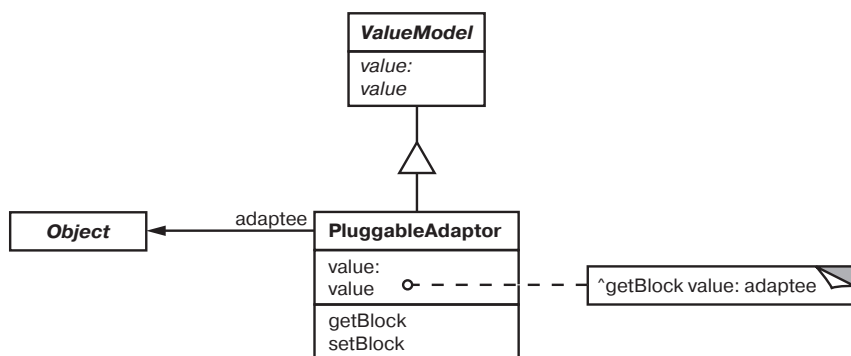 ValueModel
value:
value
adaptee
Object
PluggableAdaptor
value:
value
^getBlock value: adaptee
getBlock
setBlock